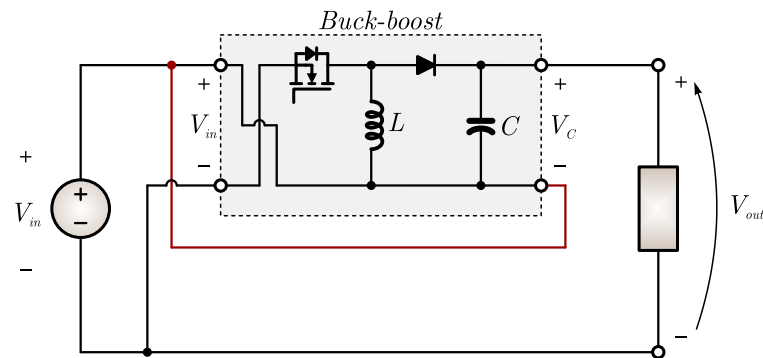 Buck-boost
+ + + +
V_in L C V_C
+ − −
V_in + − V_out
− −